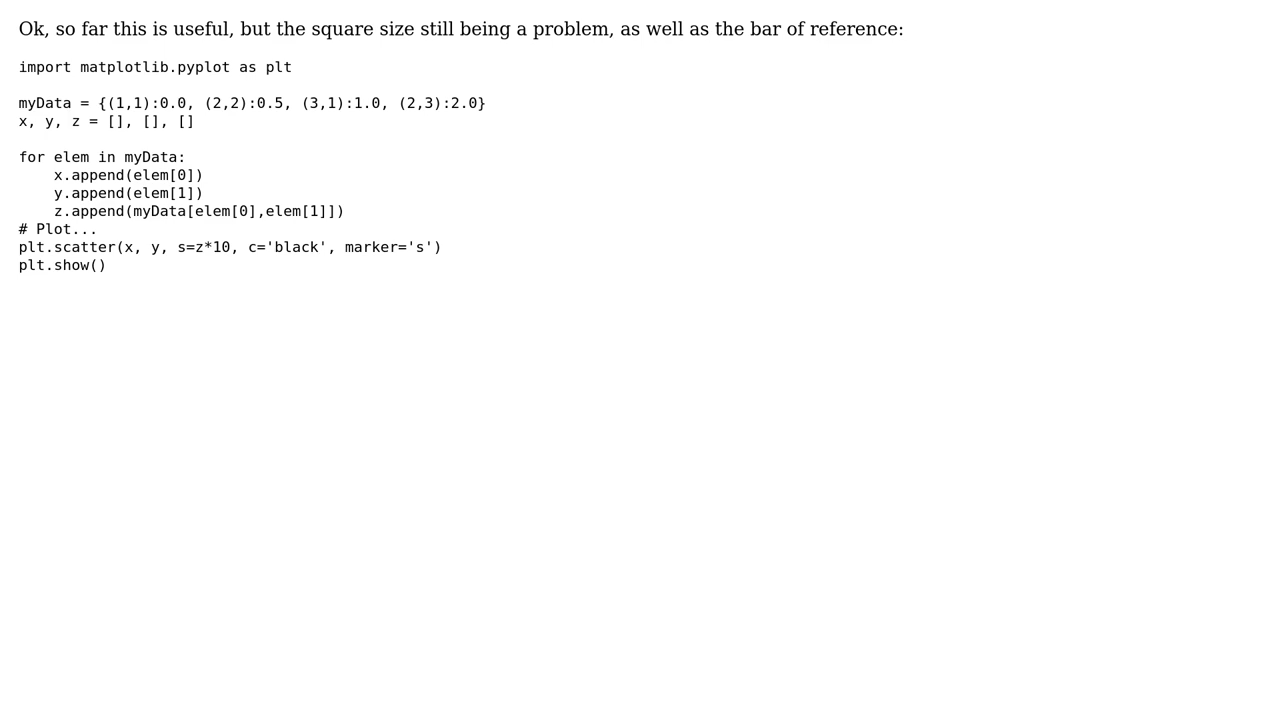 Ok, so far this is useful, but the square size still being a problem, as well as the bar of reference:
import matplotlib.pyplot as plt
myData = {(1,1):0.0, (2,2):0.5, (3,1):1.0, (2,3):2.0}
x, y, z = [], [], []
for elem in myData:
    x.append(elem[0])
    y.append(elem[1])
    z.append(myData[elem[0],elem[1]])
# Plot...
plt.scatter(x, y, s=z*10, c='black', marker='s')
plt.show()